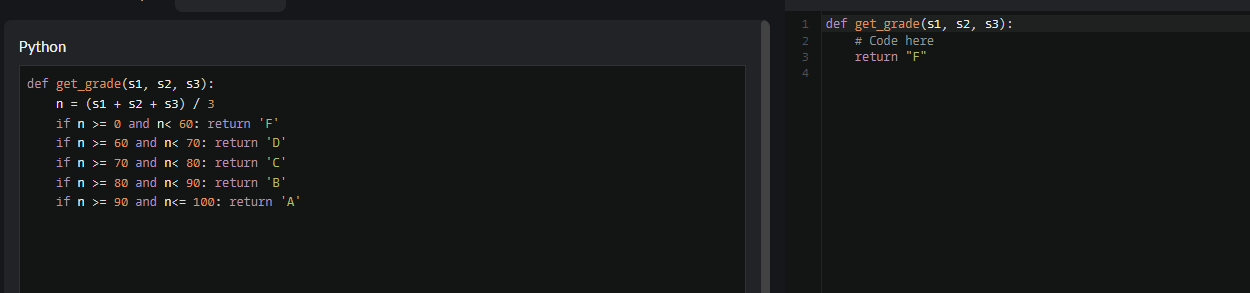 Python
def get_grade(s1, s2, s3):
    n = (s1 + s2 + s3) / 3
    if n >= 0 and n< 60: return 'F'
    if n >= 60 and n< 70: return 'D'
    if n >= 70 and n< 80: return 'C'
    if n >= 80 and n< 90: return 'B'
    if n >= 90 and n<= 100: return 'A'
1 def get_grade(s1, s2, s3):
2     # Code here
3     return "F"
4